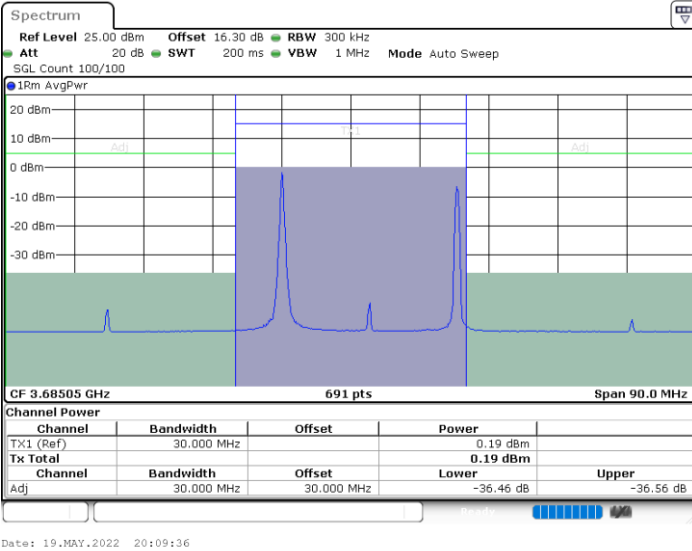 Spectrum
Ref Level 25.00 dBm Offset 16.30 dB RBW 300 kHz
Att 20 dB SWT 200 ms VBW 1 MHz Mode Auto Sweep
SGL Count 100/100
1Rm AvgPwr
20 dBm
TX1
10 dBm
Adj Adj
0 dBm
-10 dBm
-20 dBm
-30 dBm
CF 3.68505 GHz 691 pts Span 90.0 MHz
Channel Power
Channel Bandwidth Offset Power
TX1 (Ref) 30.000 MHz 0.19 dBm
Tx Total 0.19 dBm
Channel Bandwidth Offset Lower Upper
Adj 30.000 MHz 30.000 MHz -36.46 dB -36.56 dB
Ready
Date: 19.MAY.2022 20:09:36